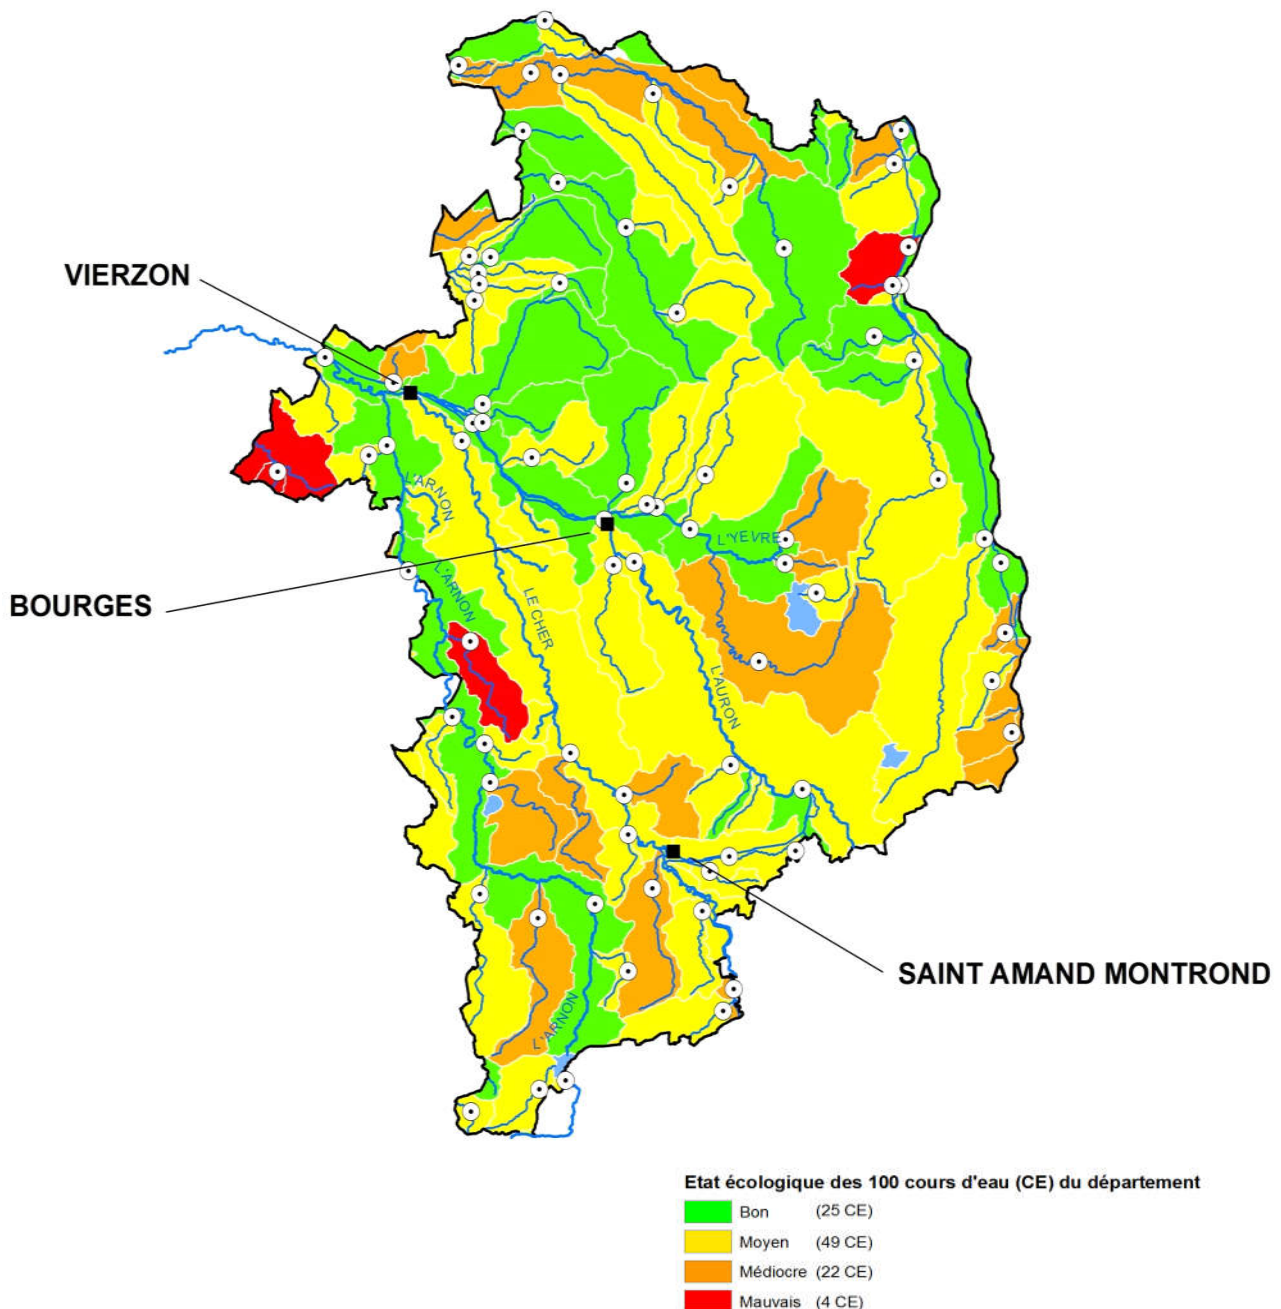 VIERZON
L'ARNON
L'YEVRE
L'ARNON
BOURGES
LE CHER
L'AURON
SAINT AMAND MONTROND
L'ARNON
Etat écologique des 100 cours d'eau (CE) du département
Bon (25 CE)
Moyen (49 CE)
Médiocre (22 CE)
Mauvais (4 CE)